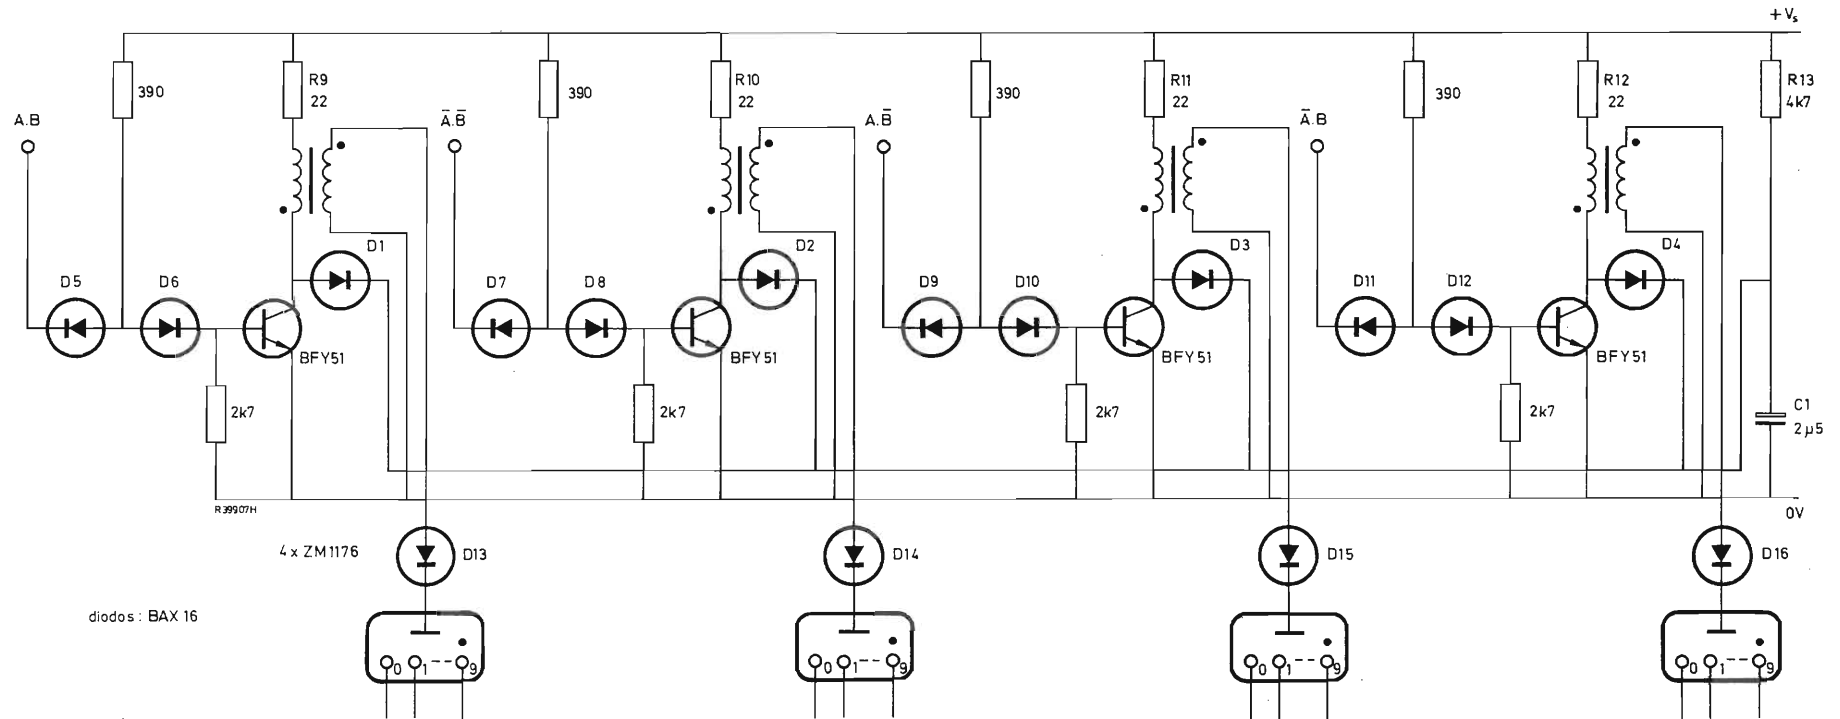 +Vs
390
R9
22
390
R10
22
390
R11
22
390
R12
22
R13
4k7
A.B
A̅.B̅
A.B̅
A̅.B
D1
D2
D3
D4
D5
D6
D7
D8
D9
D10
D11
D12
BFY51
BFY51
BFY51
BFY51
2k7
2k7
2k7
2k7
C1
2µ5
R39907H
0V
4 x ZM1176
D13
D14
D15
D16
diodos : BAX 16
0 1 -- 9
0 1 -- 9
0 1 -- 9
0 1 -- 9